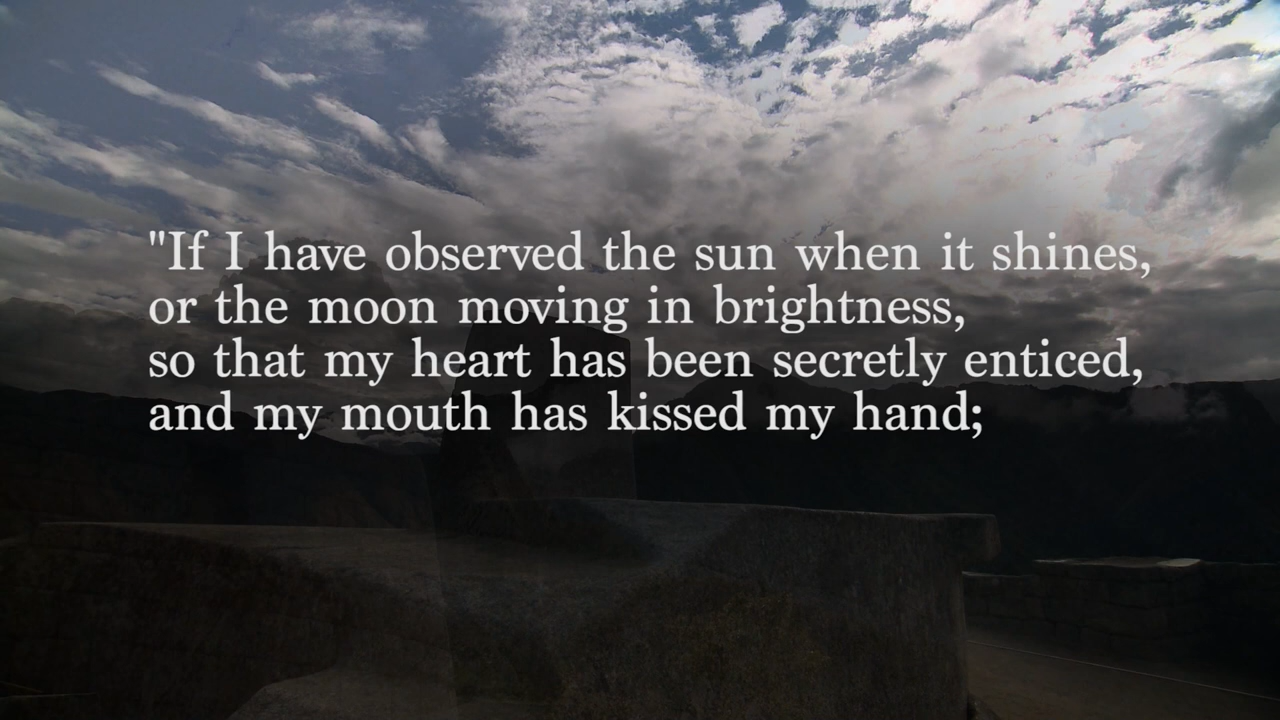 "If I have observed the sun when it shines,
or the moon moving in brightness,
so that my heart has been secretly enticed,
and my mouth has kissed my hand;